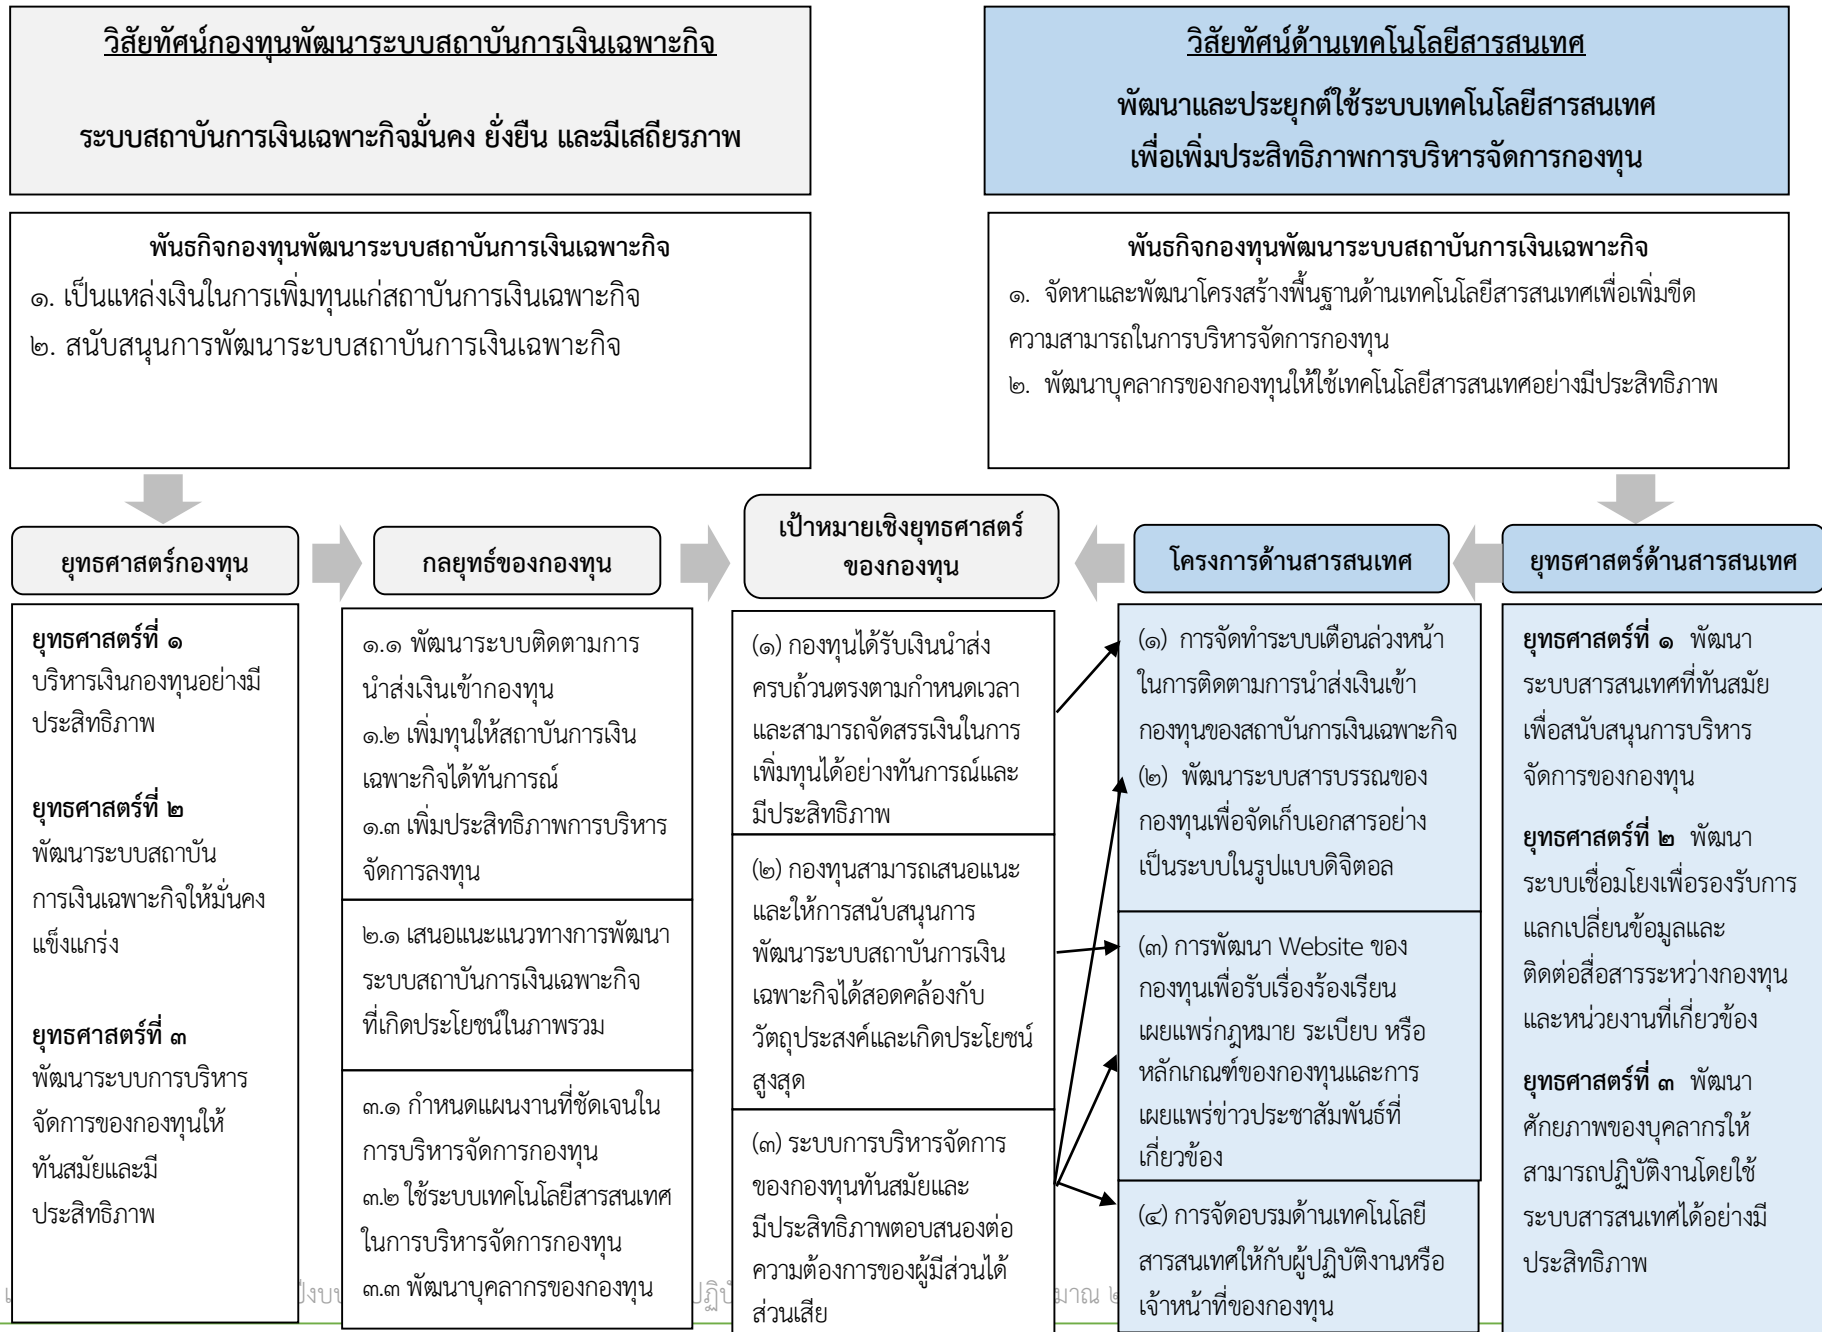 วิสัยทัศน์กองทุนพัฒนาระบบสถาบันการเงินเฉพาะกิจ
ระบบสถาบันการเงินเฉพาะกิจมั่นคง ยั่งยืน และมีเสถียรภาพ
วิสัยทัศน์ด้านเทคโนโลยีสารสนเทศ
พัฒนาและประยุกต์ใช้ระบบเทคโนโลยีสารสนเทศ
เพื่อเพิ่มประสิทธิภาพการบริหารจัดการกองทุน
พันธกิจกองทุนพัฒนาระบบสถาบันการเงินเฉพาะกิจ
๑. เป็นแหล่งเงินในการเพิ่มทุนแก่สถาบันการเงินเฉพาะกิจ
๒. สนับสนุนการพัฒนาระบบสถาบันการเงินเฉพาะกิจ
พันธกิจกองทุนพัฒนาระบบสถาบันการเงินเฉพาะกิจ
๑. จัดหาและพัฒนาโครงสร้างพื้นฐานด้านเทคโนโลยีสารสนเทศเพื่อเพิ่มขีด
ความสามารถในการบริหารจัดการกองทุน
๒. พัฒนาบุคลากรของกองทุนให้ใช้เทคโนโลยีสารสนเทศอย่างมีประสิทธิภาพ
ยุทธศาสตร์กองทุน
ยุทธศาสตร์ที่ ๑
บริหารเงินกองทุนอย่างมี
ประสิทธิภาพ
ยุทธศาสตร์ที่ ๒
พัฒนาระบบสถาบัน
การเงินเฉพาะกิจให้มั่นคง
แข็งแกร่ง
ยุทธศาสตร์ที่ ๓
พัฒนาระบบการบริหาร
จัดการของกองทุนให้
ทันสมัยและมี
ประสิทธิภาพ
กลยุทธ์ของกองทุน
๑.๑ พัฒนาระบบติดตามการ
นำส่งเงินเข้ากองทุน
๑.๒ เพิ่มทุนให้สถาบันการเงิน
เฉพาะกิจได้ทันการณ์
๑.๓ เพิ่มประสิทธิภาพการบริหาร
จัดการลงทุน
๒.๑ เสนอแนะแนวทางการพัฒนา
ระบบสถาบันการเงินเฉพาะกิจ
ที่เกิดประโยชน์ในภาพรวม
๓.๑ กำหนดแผนงานที่ชัดเจนใน
การบริหารจัดการกองทุน
๓.๒ ใช้ระบบเทคโนโลยีสารสนเทศ
ในการบริหารจัดการกองทุน
๓.๓ พัฒนาบุคลากรของกองทุน
เป้าหมายเชิงยุทธศาสตร์
ของกองทุน
(๑) กองทุนได้รับเงินนำส่ง
ครบถ้วนตรงตามกำหนดเวลา
และสามารถจัดสรรเงินในการ
เพิ่มทุนได้อย่างทันการณ์และ
มีประสิทธิภาพ
(๒) กองทุนสามารถเสนอแนะ
และให้การสนับสนุนการ
พัฒนาระบบสถาบันการเงิน
เฉพาะกิจได้สอดคล้องกับ
วัตถุประสงค์และเกิดประโยชน์
สูงสุด
(๓) ระบบการบริหารจัดการ
ของกองทุนทันสมัยและ
มีประสิทธิภาพตอบสนองต่อ
ความต้องการของผู้มีส่วนได้
ส่วนเสีย
โครงการด้านสารสนเทศ
(๑) การจัดทำระบบเตือนล่วงหน้า
ในการติดตามการนำส่งเงินเข้า
กองทุนของสถาบันการเงินเฉพาะกิจ
(๒) พัฒนาระบบสารบรรณของ
กองทุนเพื่อจัดเก็บเอกสารอย่าง
เป็นระบบในรูปแบบดิจิตอล
(๓) การพัฒนา Website ของ
กองทุนเพื่อรับเรื่องร้องเรียน
เผยแพร่กฎหมาย ระเบียบ หรือ
หลักเกณฑ์ของกองทุนและการ
เผยแพร่ข่าวประชาสัมพันธ์ที่
เกี่ยวข้อง
(๔) การจัดอบรมด้านเทคโนโลยี
สารสนเทศให้กับผู้ปฏิบัติงานหรือ
เจ้าหน้าที่ของกองทุน
ยุทธศาสตร์ด้านสารสนเทศ
ยุทธศาสตร์ที่ ๑ พัฒนา
ระบบสารสนเทศที่ทันสมัย
เพื่อสนับสนุนการบริหาร
จัดการของกองทุน
ยุทธศาสตร์ที่ ๒ พัฒนา
ระบบเชื่อมโยงเพื่อรองรับการ
แลกเปลี่ยนข้อมูลและ
ติดต่อสื่อสารระหว่างกองทุน
และหน่วยงานที่เกี่ยวข้อง
ยุทธศาสตร์ที่ ๓ พัฒนา
ศักยภาพของบุคลากรให้
สามารถปฏิบัติงานโดยใช้
ระบบสารสนเทศได้อย่างมี
ประสิทธิภาพ